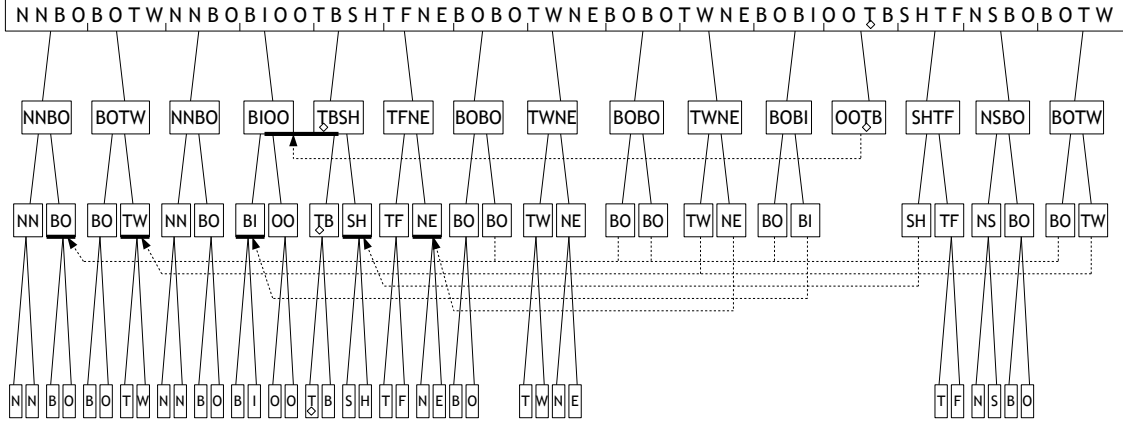 N N B O B O T W N N B O B I O O T B S H T F N E B O B O T W N E B O B O T W N E B O B I O O T B S H T F N S B O B O T W
NNBO BOTW NNBO BIOO TBSH TFNE BOBO TWNE BOBO TWNE BOBI OOTB SHTF NSBO BOTW
NN BO BO TW NN BO BI OO TB SH TF NE BO BO TW NE BO BO TW NE BO BI SH TF NS BO BO TW
N N B O B O T W N N B O B I O O T B S H T F N E B O T W N E T F N S B O